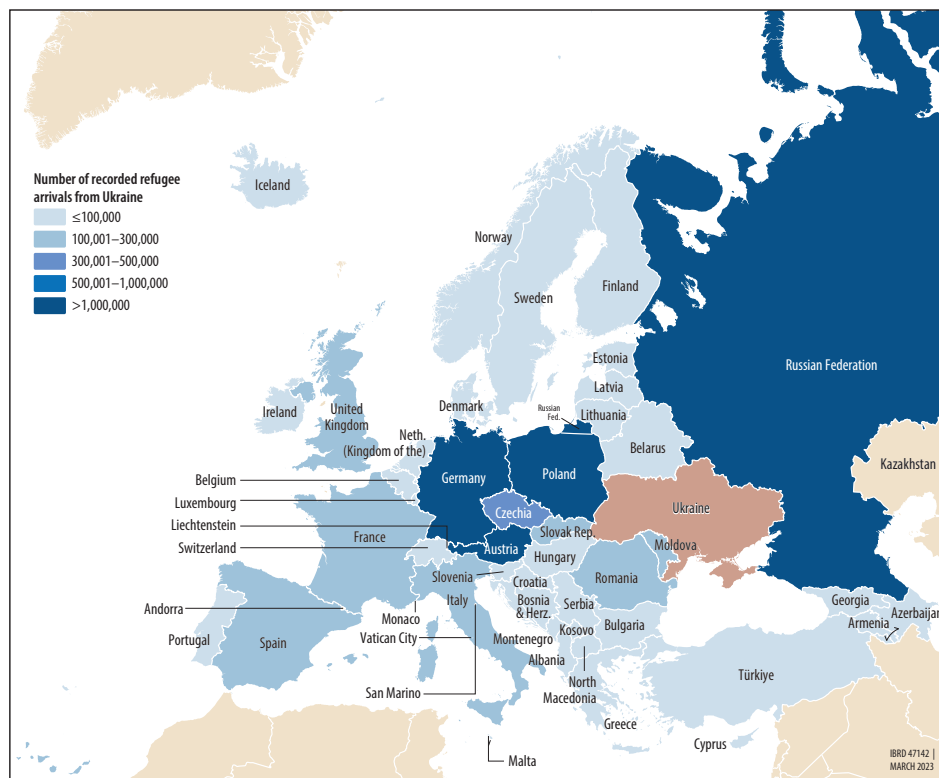 Number of recorded refugee
arrivals from Ukraine
≤100,000
100,001–300,000
300,001–500,000
500,001–1,000,000
>1,000,000
Iceland
Norway
Sweden
Finland
Russian Federation
Estonia
Latvia
Lithuania
Russian
Fed.
Denmark
Ireland
United
Kingdom
Neth.
(Kingdom of the)
Belarus
Kazakhstan
Belgium
Luxembourg
Liechtenstein
Switzerland
Germany
Poland
Czechia
Ukraine
France
Slovak Rep.
Austria
Moldova
Hungary
Slovenia
Romania
Italy
Croatia
Bosnia
& Herz.
Serbia
Georgia
Azerbaijan
Armenia
Andorra
Monaco
Vatican City
Portugal
Spain
Kosovo
Bulgaria
Montenegro
Albania
San Marino
North
Macedonia
Türkiye
Greece
Cyprus
Malta
IBRD 47142 |
MARCH 2023